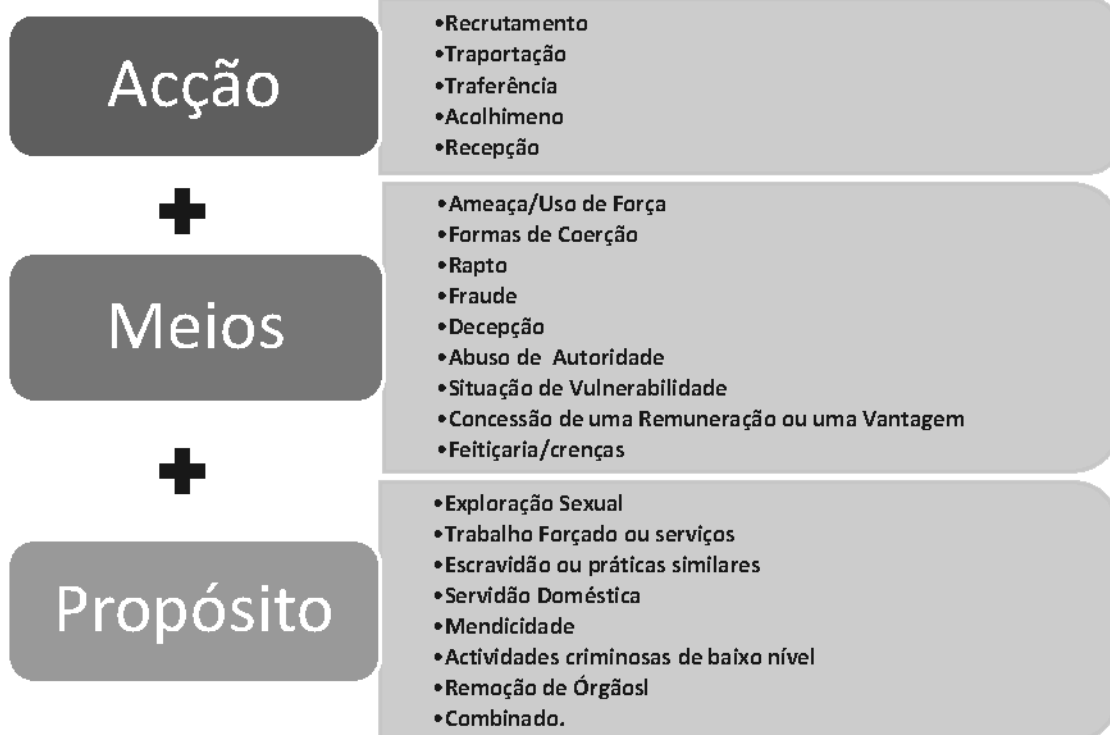 Acção
•Recrutamento
•Traportação
•Traferência
•Acolhimeno
•Recepção
Meios
•Ameaça/Uso de Força
•Formas de Coerção
•Rapto
•Fraude
•Decepção
•Abuso de Autoridade
•Situação de Vulnerabilidade
•Concessão de uma Remuneração ou uma Vantagem
•Feitiçaria/crenças
Propósito
•Exploração Sexual
•Trabalho Forçado ou serviços
•Escravidão ou práticas similares
•Servidão Doméstica
•Mendicidade
•Actividades criminosas de baixo nível
•Remoção de Órgãosl
•Combinado.